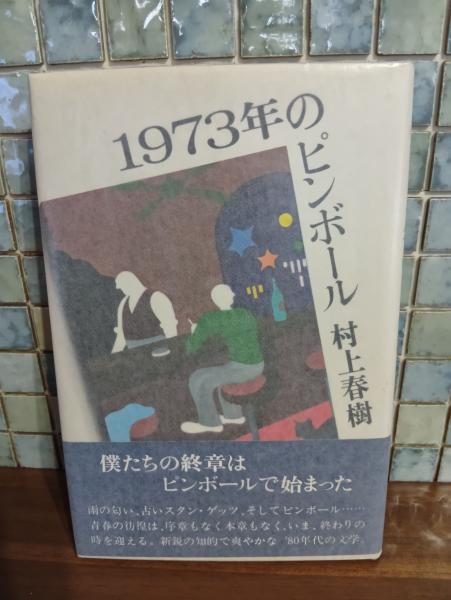 1973年のピンボール
村上春樹
僕たちの終章は
ピンボールで始まった
雨の匂い、古いスタン・ゲッツ、そしてピンボール……
青春の彷徨は、序章もなく本章もなく、いま、終わりの
時を迎える。新鋭の知的で爽やかな '80年代の文学。